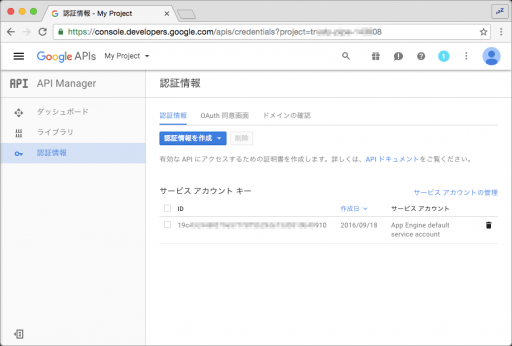 認証情報 - My Project
https://console.developers.google.com/apis/credentials?project=tr
08
Google APIs
My Project
1
API
API Manager
認証情報
ダッシュボード
ライブラリ
認証情報
認証情報
OAuth 同意画面
ドメインの確認
認証情報を作成
削除
有効な API にアクセスするための証明書を作成します。詳しくは、API ドキュメントをご覧ください。
サービス アカウント キー
サービス アカウントの管理
ID
作成日
サービス アカウント
19c
910
2016/09/18
App Engine default
service account